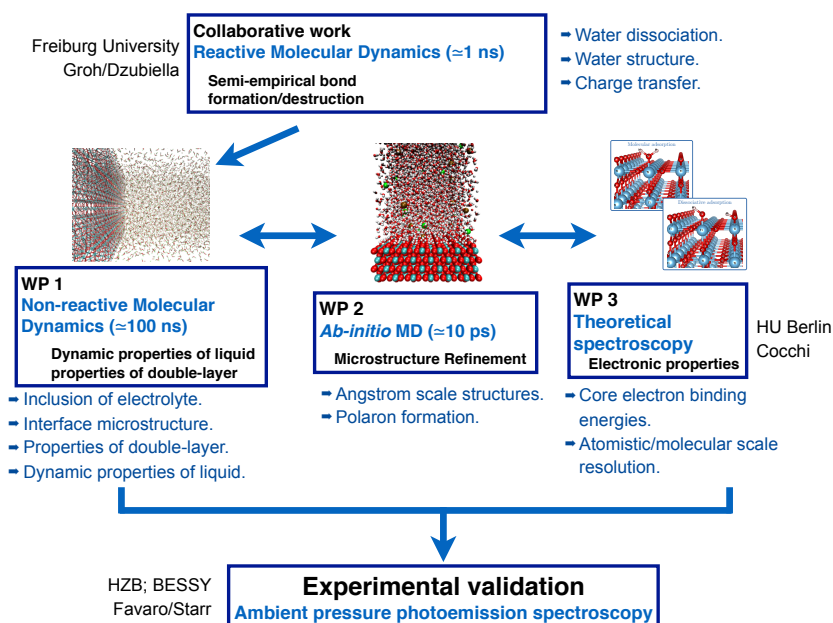 Freiburg University
Groh/Dzubiella
Collaborative work
Reactive Molecular Dynamics (≃1 ns)
Semi-empirical bond
formation/destruction
➡ Water dissociation.
➡ Water structure.
➡ Charge transfer.
Molecular adsorption
Dissociative adsorption
WP 1
Non-reactive Molecular
Dynamics (≃100 ns)
Dynamic properties of liquid
properties of double-layer
➡ Inclusion of electrolyte.
➡ Interface microstructure.
➡ Properties of double-layer.
➡ Dynamic properties of liquid.
WP 2
Ab-initio MD (≃10 ps)
Microstructure Refinement
➡ Angstrom scale structures.
➡ Polaron formation.
WP 3
Theoretical
spectroscopy
Electronic properties
HU Berlin
Cocchi
➡ Core electron binding
energies.
➡ Atomistic/molecular scale
resolution.
HZB; BESSY
Favaro/Starr
Experimental validation
Ambient pressure photoemission spectroscopy